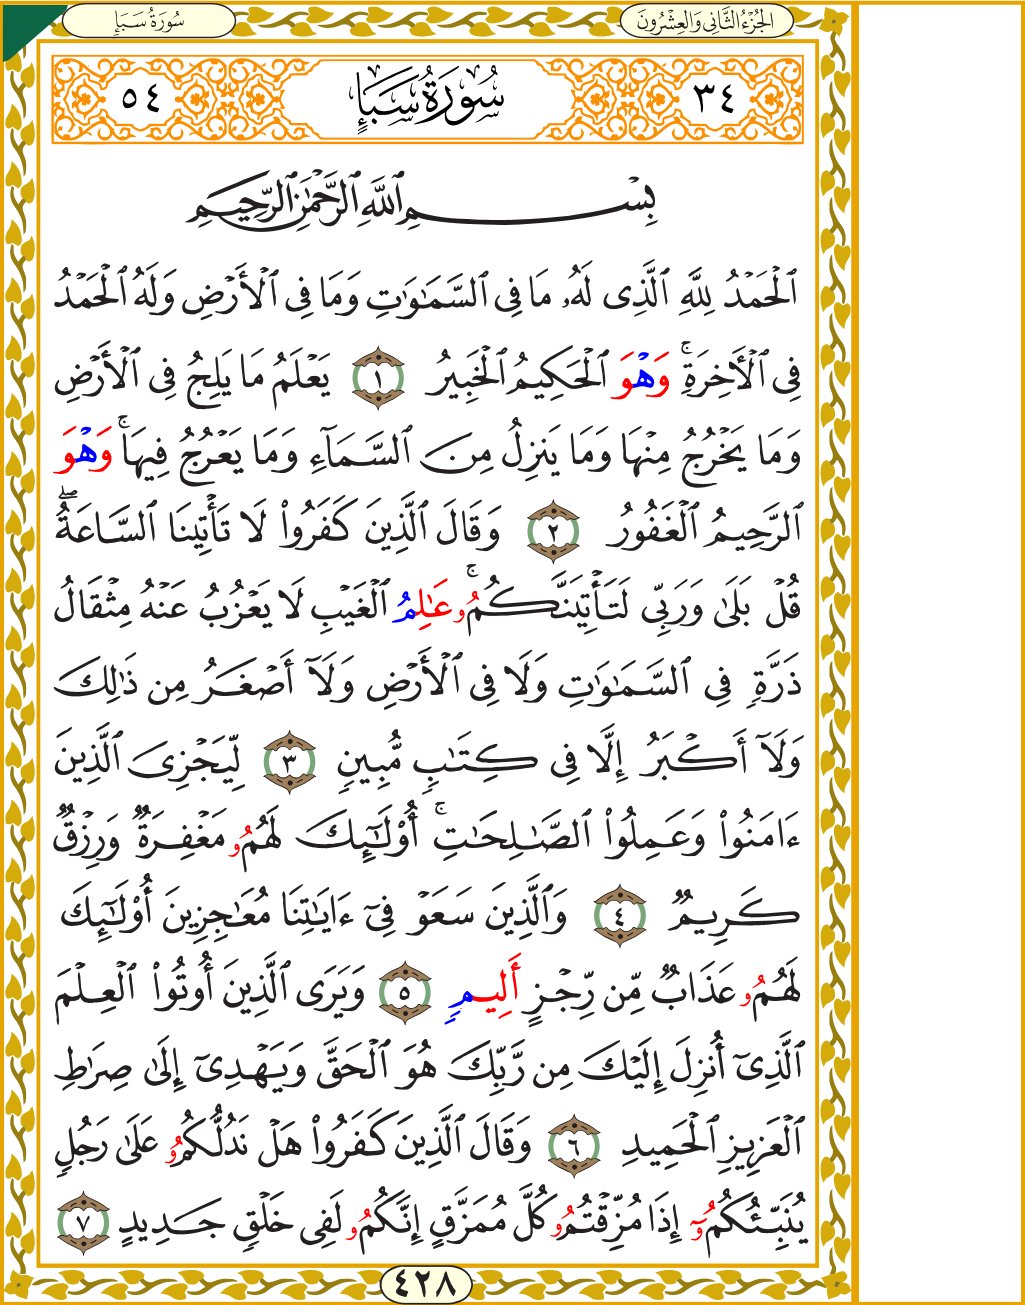 الجُزْءُ الثَّانِي وَالعِشْرُونَ
سُورَةُ سَبَإٍ
٣٤ سُورَةُ سَبَإٍ ٥٤
بِسْمِ ٱللَّهِ ٱلرَّحْمَٰنِ ٱلرَّحِيمِ
ٱلْحَمْدُ لِلَّهِ ٱلَّذِى لَهُۥ مَا فِى ٱلسَّمَٰوَٰتِ وَمَا فِى ٱلْأَرْضِ وَلَهُ ٱلْحَمْدُ
فِى ٱلْأَخِرَةِۚ وَهْوَ ٱلْحَكِيمُ ٱلْخَبِيرُ ١ يَعْلَمُ مَا يَلِجُ فِى ٱلْأَرْضِ
وَمَا يَخْرُجُ مِنْهَا وَمَا يَنزِلُ مِنَ ٱلسَّمَآءِ وَمَا يَعْرُجُ فِيهَاۚ وَهْوَ
ٱلرَّحِيمُ ٱلْغَفُورُ ٢ وَقَالَ ٱلَّذِينَ كَفَرُوا۟ لَا تَأْتِينَا ٱلسَّاعَةُۖ
قُلْ بَلَىٰ وَرَبِّى لَتَأْتِيَنَّكُمُۥۚ عَٰلِمُ ٱلْغَيْبِ لَا يَعْزُبُ عَنْهُ مِثْقَالُ
ذَرَّةٍ فِى ٱلسَّمَٰوَٰتِ وَلَا فِى ٱلْأَرْضِ وَلَآ أَصْغَرُ مِن ذَٰلِكَ
وَلَآ أَكْبَرُ إِلَّا فِى كِتَٰبٍ مُّبِينٍ ٣ لِّيَجْزِىَ ٱلَّذِينَ
ءَامَنُوا۟ وَعَمِلُوا۟ ٱلصَّٰلِحَٰتِۚ أُو۟لَٰٓئِكَ لَهُمُۥ مَغْفِرَةٌ وَرِزْقٌ
كَرِيمٌ ٤ وَٱلَّذِينَ سَعَوْ فِىٓ ءَايَٰتِنَا مُعَٰجِزِينَ أُو۟لَٰٓئِكَ
لَهُمُۥ عَذَابٌ مِّن رِّجْزٍ أَلِيمٍ ٥ وَيَرَى ٱلَّذِينَ أُوتُوا۟ ٱلْعِلْمَ
ٱلَّذِىٓ أُنزِلَ إِلَيْكَ مِن رَّبِّكَ هُوَ ٱلْحَقَّ وَيَهْدِىٓ إِلَىٰ صِرَٰطِ
ٱلْعَزِيزِ ٱلْحَمِيدِ ٦ وَقَالَ ٱلَّذِينَ كَفَرُوا۟ هَلْ نَدُلُّكُمُۥ عَلَىٰ رَجُلٍ
يُنَبِّئُكُمُۥٓ إِذَا مُزِّقْتُمُۥ كُلَّ مُمَزَّقٍ إِنَّكُمُۥ لَفِى خَلْقٍ جَدِيدٍ ٧
٤٢٨